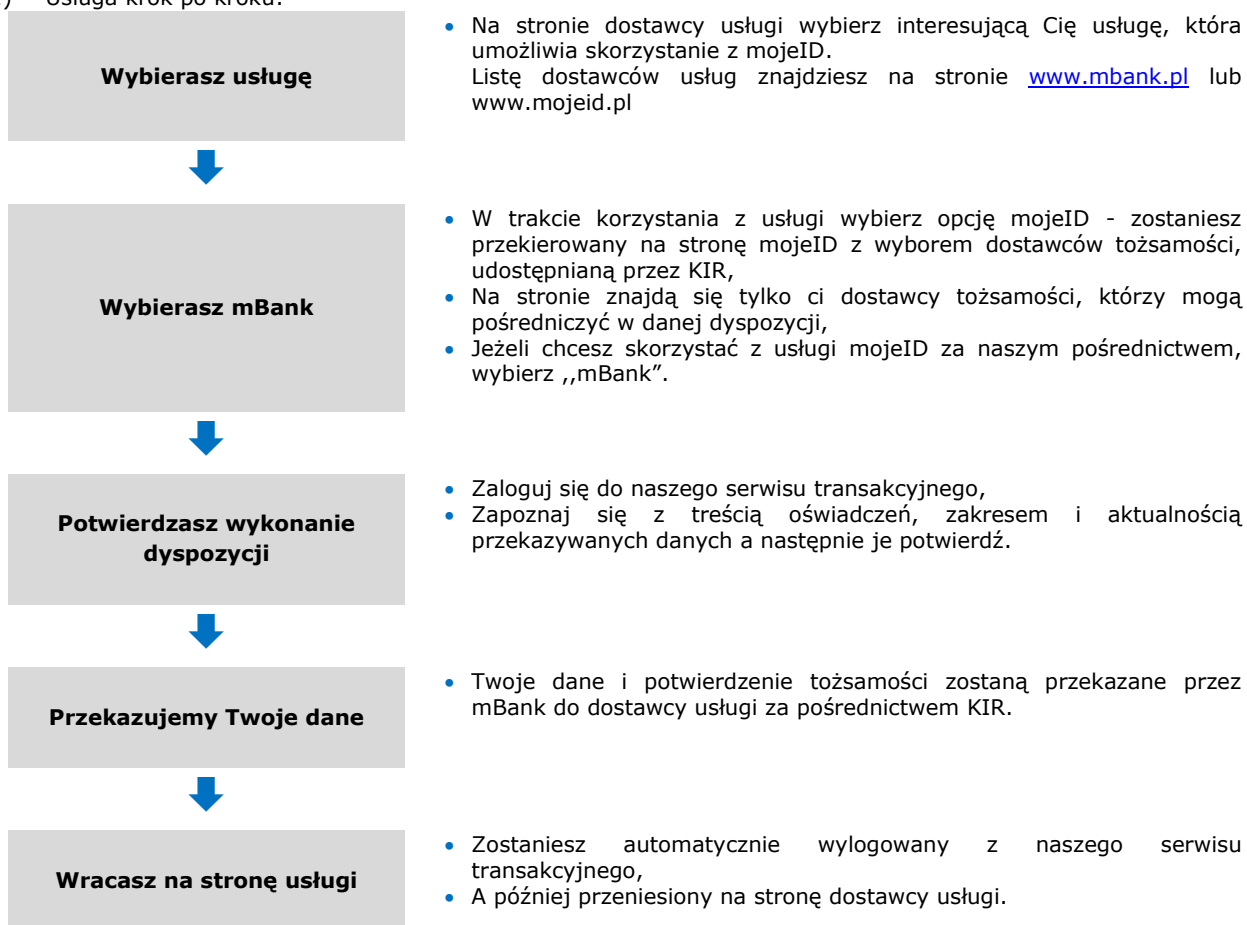 ) Usługa krok po kroku:
Wybierasz usługę
• Na stronie dostawcy usługi wybierz interesującą Cię usługę, która
umożliwia skorzystanie z mojeID.
Listę dostawców usług znajdziesz na stronie www.mbank.pl lub
www.mojeid.pl
Wybierasz mBank
• W trakcie korzystania z usługi wybierz opcję mojeID - zostaniesz
przekierowany na stronę mojeID z wyborem dostawców tożsamości,
udostępnianą przez KIR,
• Na stronie znajdą się tylko ci dostawcy tożsamości, którzy mogą
pośredniczyć w danej dyspozycji,
• Jeżeli chcesz skorzystać z usługi mojeID za naszym pośrednictwem,
wybierz ,,mBank”.
Potwierdzasz wykonanie
dyspozycji
• Zaloguj się do naszego serwisu transakcyjnego,
• Zapoznaj się z treścią oświadczeń, zakresem i aktualnością
przekazywanych danych a następnie je potwierdź.
Przekazujemy Twoje dane
• Twoje dane i potwierdzenie tożsamości zostaną przekazane przez
mBank do dostawcy usługi za pośrednictwem KIR.
Wracasz na stronę usługi
• Zostaniesz automatycznie wylogowany z naszego serwisu
transakcyjnego,
• A później przeniesiony na stronę dostawcy usługi.